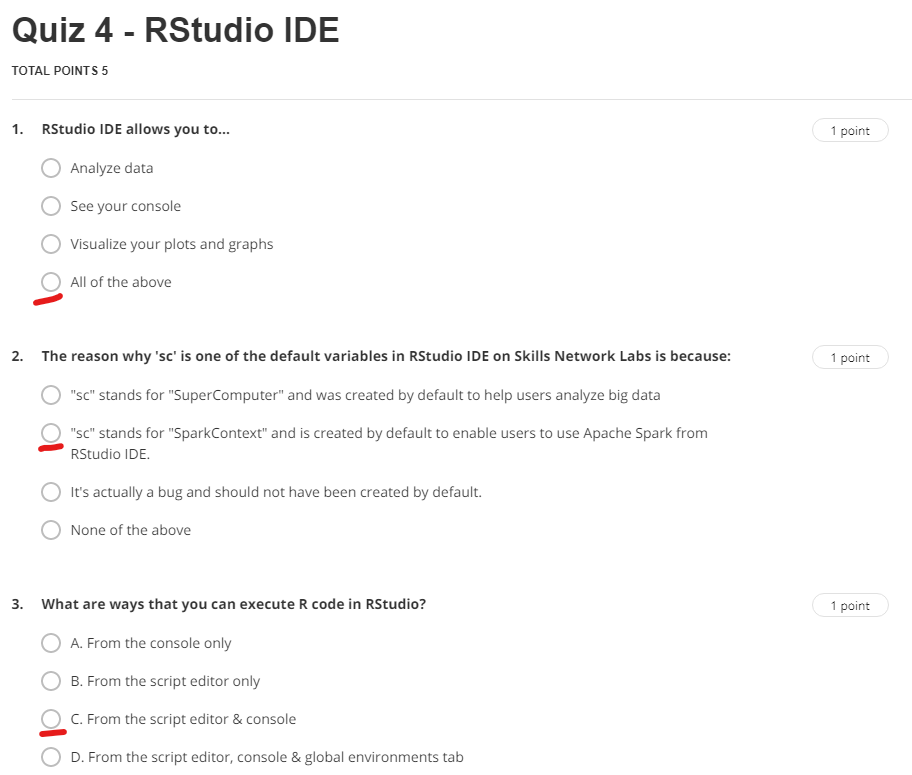 Quiz 4 - RStudio IDE
TOTAL POINTS 5
1. RStudio IDE allows you to... 1 point
Analyze data
See your console
Visualize your plots and graphs
All of the above
2. The reason why 'sc' is one of the default variables in RStudio IDE on Skills Network Labs is because: 1 point
"sc" stands for "SuperComputer" and was created by default to help users analyze big data
"sc" stands for "SparkContext" and is created by default to enable users to use Apache Spark from
RStudio IDE.
It's actually a bug and should not have been created by default.
None of the above
3. What are ways that you can execute R code in RStudio? 1 point
A. From the console only
B. From the script editor only
C. From the script editor & console
D. From the script editor, console & global environments tab